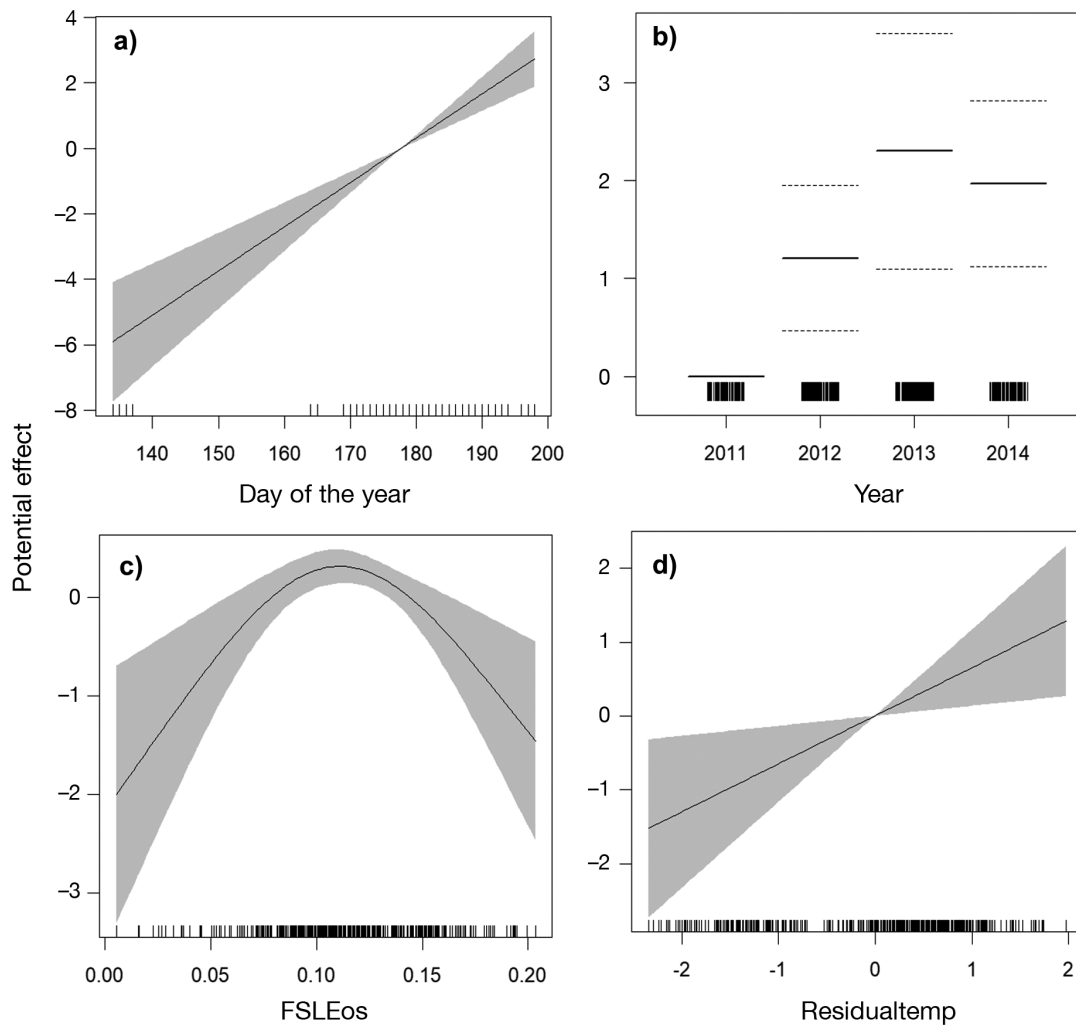 a)
4
2
0
−2
−4
−6
−8
140 150 160 170 180 190 200
Day of the year
b)
3
2
1
0
2011 2012 2013 2014
Year
Potential effect
c)
0
−1
−2
−3
0.00 0.05 0.10 0.15 0.20
FSLEos
d)
2
1
0
−1
−2
-2 -1 0 1 2
Residualtemp